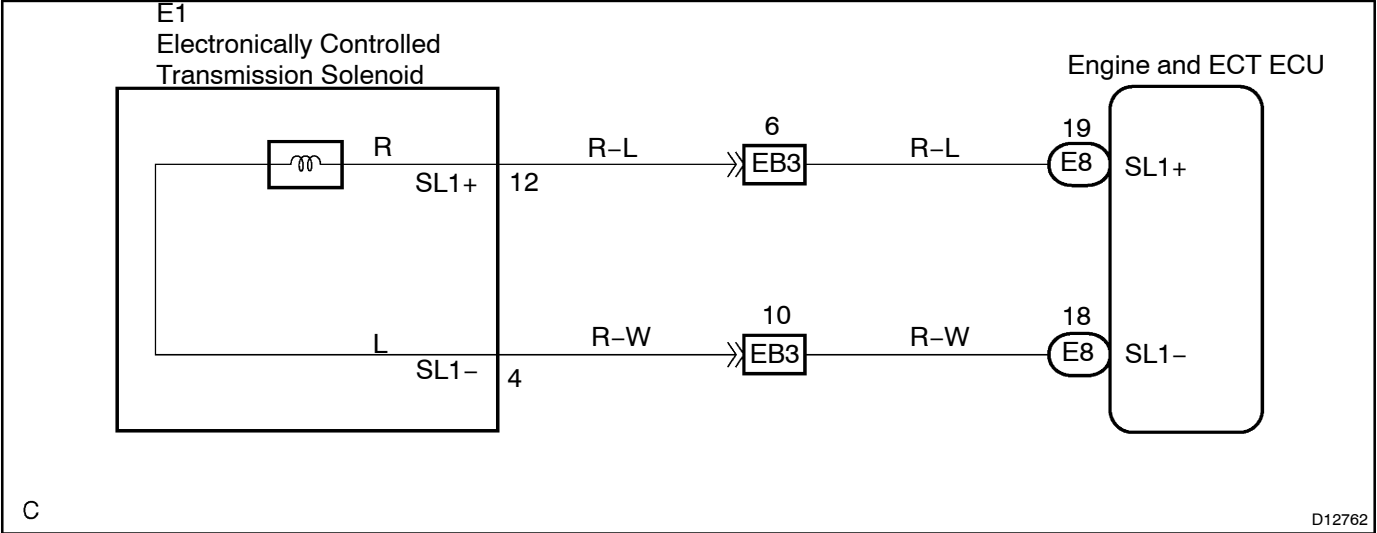 E1
Electronically Controlled
Transmission Solenoid
Engine and ECT ECU
R
SL1+
12
R−L
6
EB3
R−L
19
E8
SL1+
L
SL1−
4
R−W
10
EB3
R−W
18
E8
SL1−
C
D12762